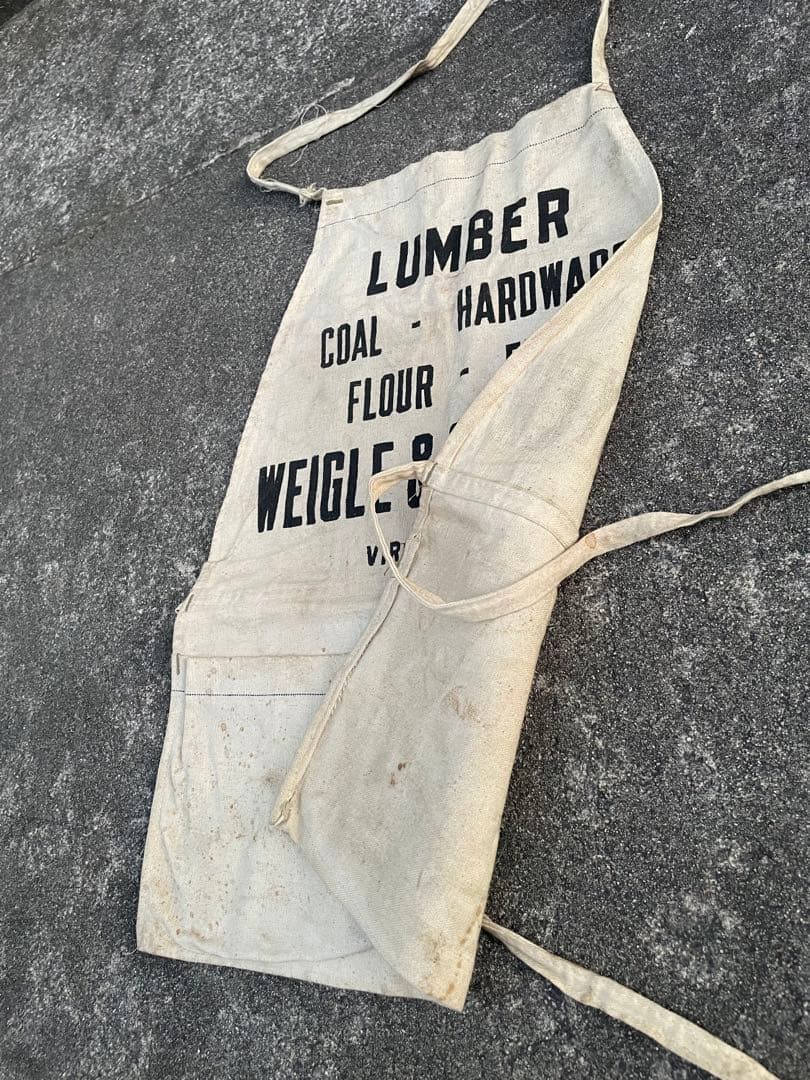 LUMBER
COAL - HARDWAR
FLOUR -
WEIGLE &